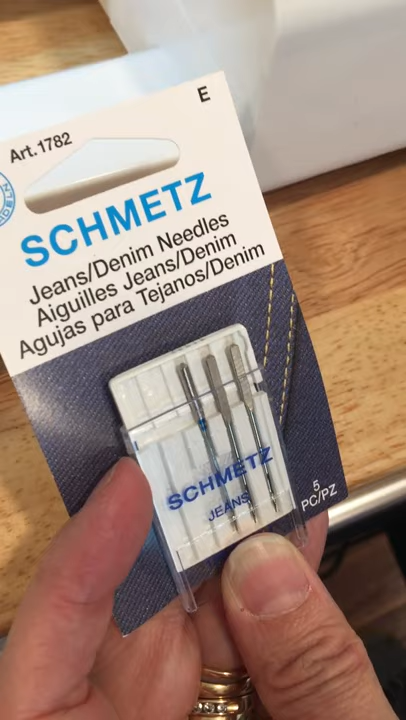 E
Art.1782
SCHMETZ
Jeans/Denim Needles
Aiguilles Jeans/Denim
Agujas para Tejanos/Denim
SCHMETZ
JEANS
5
PC/PZ